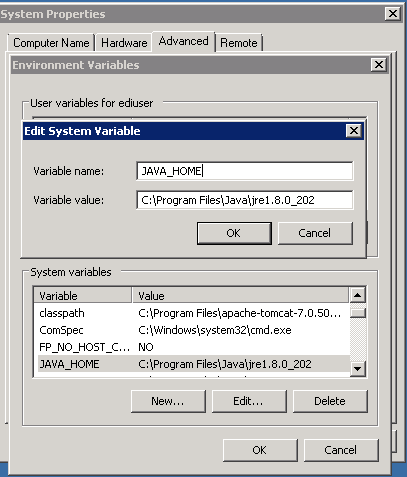 System Properties
Computer Name Hardware Advanced Remote
Environment Variables
User variables for ediuser
Edit System Variable
Variable name: JAVA_HOME
Variable value: C:\Program Files\Java\jre1.8.0_202
OK Cancel
System variables
Variable Value
classpath C:\Program Files\apache-tomcat-7.0.50...
ComSpec C:\Windows\system32\cmd.exe
FP_NO_HOST_C... NO
JAVA_HOME C:\Program Files\Java\jre1.8.0_202
New... Edit... Delete
OK Cancel